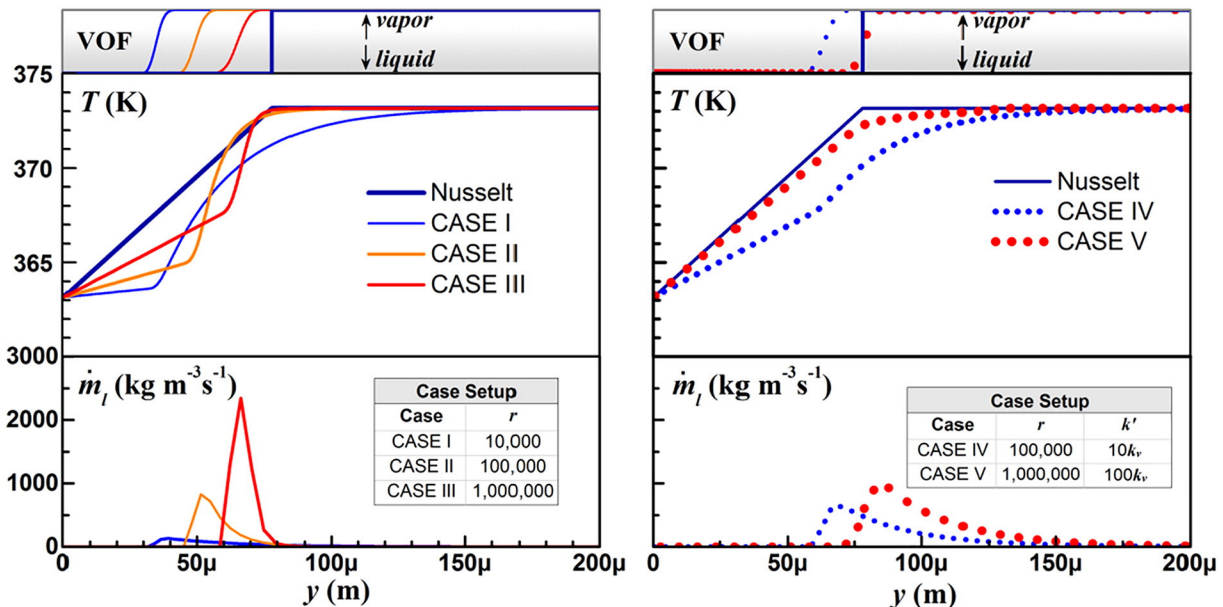 VOF
vapor
liquid
375
T (K)
370
365
Nusselt
CASE I
CASE II
CASE III
3000
ṁₗ (kg m⁻³s⁻¹)
2000
1000
0
Case Setup
Case r
CASE I 10,000
CASE II 100,000
CASE III 1,000,000
0 50µ 100µ 150µ 200µ
y (m)
VOF
vapor
liquid
T (K)
Nusselt
CASE IV
CASE V
ṁₗ (kg m⁻³s⁻¹)
Case Setup
Case r k'
CASE IV 100,000 10kᵥ
CASE V 1,000,000 100kᵥ
0 50µ 100µ 150µ 200µ
y (m)